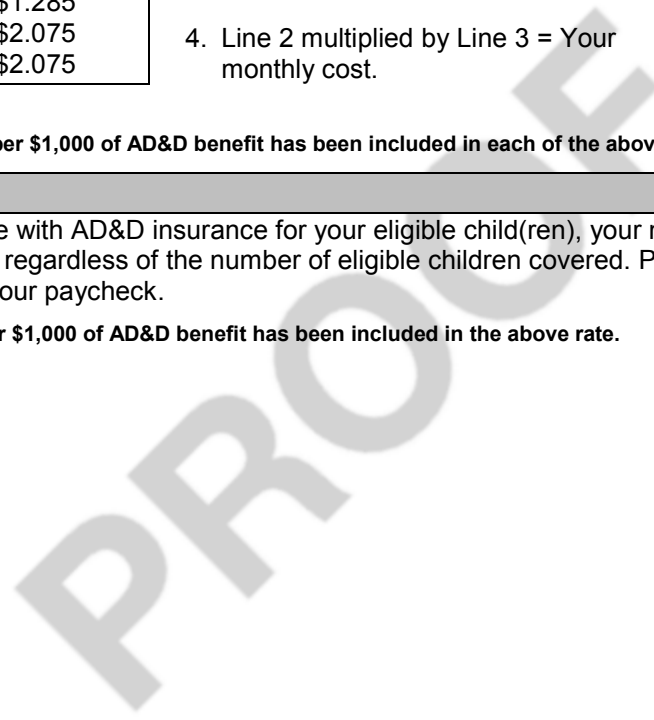 $1.285
$2.075
$2.075
4. Line 2 multiplied by Line 3 = Your
monthly cost.
per $1,000 of AD&D benefit has been included in each of the abov
e with AD&D insurance for your eligible child(ren), your
regardless of the number of eligible children covered. P
our paycheck.
r $1,000 of AD&D benefit has been included in the above rate.
PROOF